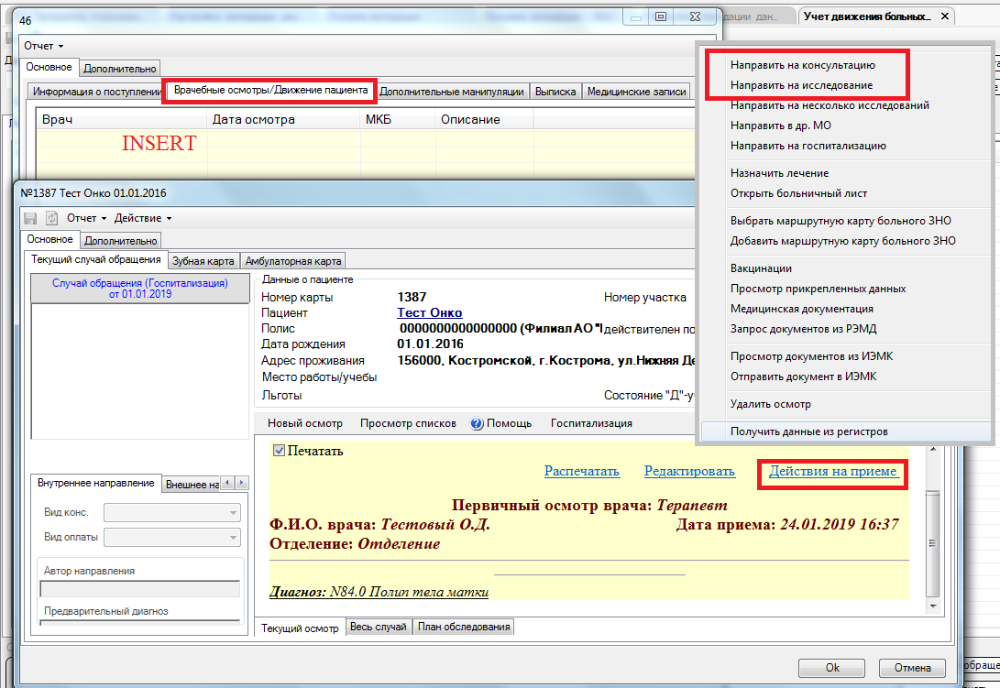 46
Учет движения больных...
Отчет
Основное Дополнительно
Информация о поступлении Врачебные осмотры/Движение пациента Дополнительные манипуляции Выписка Медицинские записи
Врач Дата осмотра МКБ Описание
INSERT
Направить на консультацию
Направить на исследование
Направить на несколько исследований
Направить в др. МО
Направить на госпитализацию
Назначить лечение
Открыть больничный лист
Выбрать маршрутную карту больного ЗНО
Добавить маршрутную карту больного ЗНО
Вакцинации
Просмотр прикрепленных данных
Медицинская документация
Запрос документов из РЭМД
Просмотр документов из ИЭМК
Отправить документ в ИЭМК
Удалить осмотр
Получить данные из регистров
№1387 Тест Онко 01.01.2016
Отчет Действие
Основное Дополнительно
Текущий случай обращения Зубная карта Амбулаторная карта
Случай обращения (Госпитализация)
от 01.01.2019
Данные о пациенте
Номер карты 1387 Номер участка
Пациент Тест Онко
Полис 0000000000000000 (Филиал АО "І действителен по
Дата рождения 01.01.2016
Адрес проживания 156000, Костромской, г.Кострома, ул.Нижняя Де
Место работы/учебы
Льготы Состояние "Д"-у
Новый осмотр Просмотр списков Помощь Госпитализация
Печатать
Распечатать Редактировать Действия на приеме
Первичный осмотр врача: Терапевт
Ф.И.О. врача: Тестовый О.Д. Дата приема: 24.01.2019 16:37
Отделение: Отделение
Диагноз: N84.0 Полип тела матки
Внутреннее направление Внешнее на
Вид конс.
Вид оплаты
Автор направления
Предварительный диагноз
Текущий осмотр Весь случай План обследования
Ok Отмена